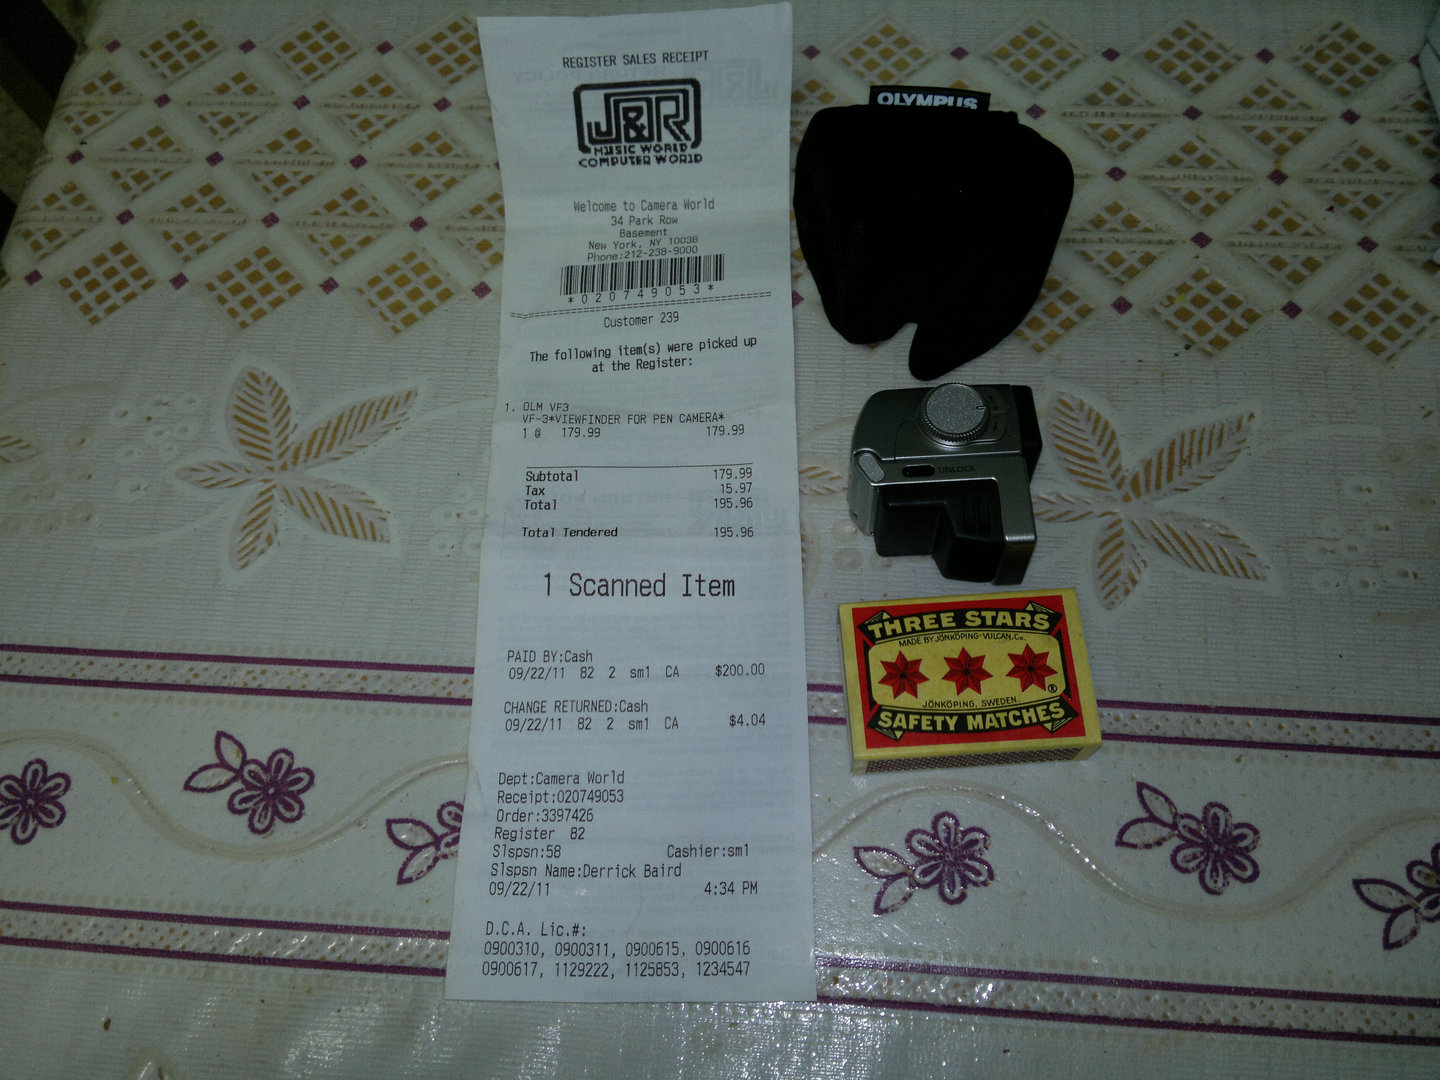 REGISTER SALES RECEIPT
J&R
MUSIC WORLD
COMPUTER WORLD
Welcome to Camera World
34 Park Row
Basement
New York, NY 10038
Phone:212-238-9000
*020749053*
====================================
Customer 239
The following item(s) were picked up
at the Register:
1. OLM VF3
VF-3*VIEWFINDER FOR PEN CAMERA*
1 @ 179.99 179.99
Subtotal 179.99
Tax 15.97
Total 195.96
Total Tendered 195.96
1 Scanned Item
PAID BY:Cash
09/22/11 82 2 sm1 CA $200.00
CHANGE RETURNED:Cash
09/22/11 82 2 sm1 CA $4.04
Dept:Camera World
Receipt:020749053
Order:3397426
Register 82
Slspsn:58 Cashier:sm1
Slspsn Name:Derrick Baird
09/22/11 4:34 PM
D.C.A. Lic.#:
0900310, 0900311, 0900615, 0900616
0900617, 1129222, 1125853, 1234547
OLYMPUS
UNLOCK
THREE STARS
MADE BY JÖNKÖPING-VULCAN. Co.
®
JÖNKÖPING, SWEDEN.
SAFETY MATCHES